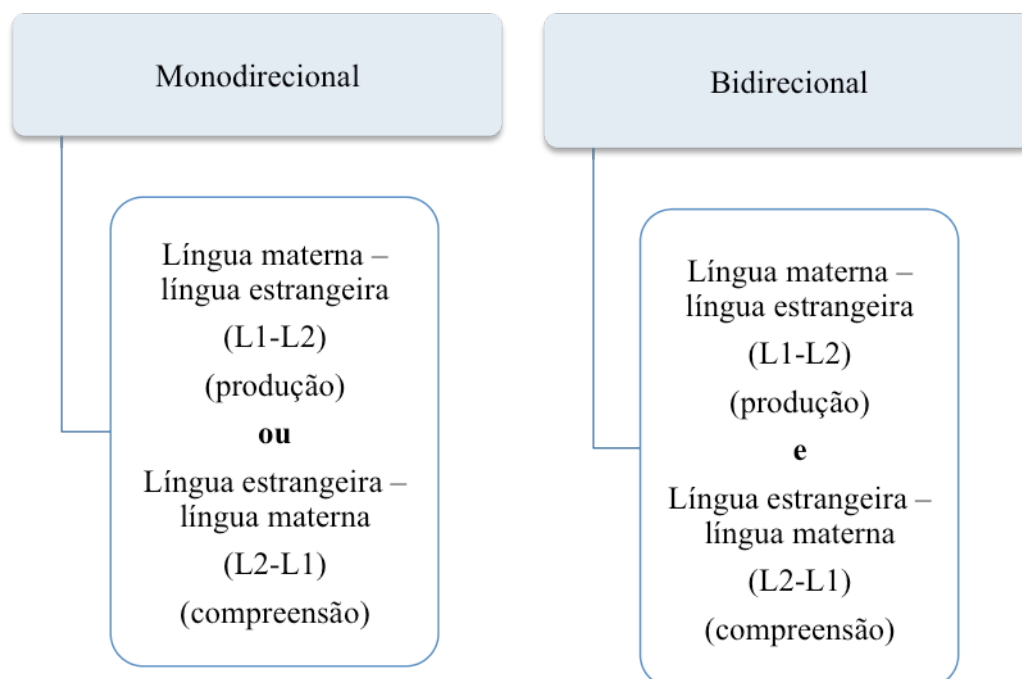 Monodirecional
Língua materna –
língua estrangeira
(L1-L2)
(produção)
ou
Língua estrangeira –
língua materna
(L2-L1)
(compreensão)
Bidirecional
Língua materna –
língua estrangeira
(L1-L2)
(produção)
e
Língua estrangeira –
língua materna
(L2-L1)
(compreensão)